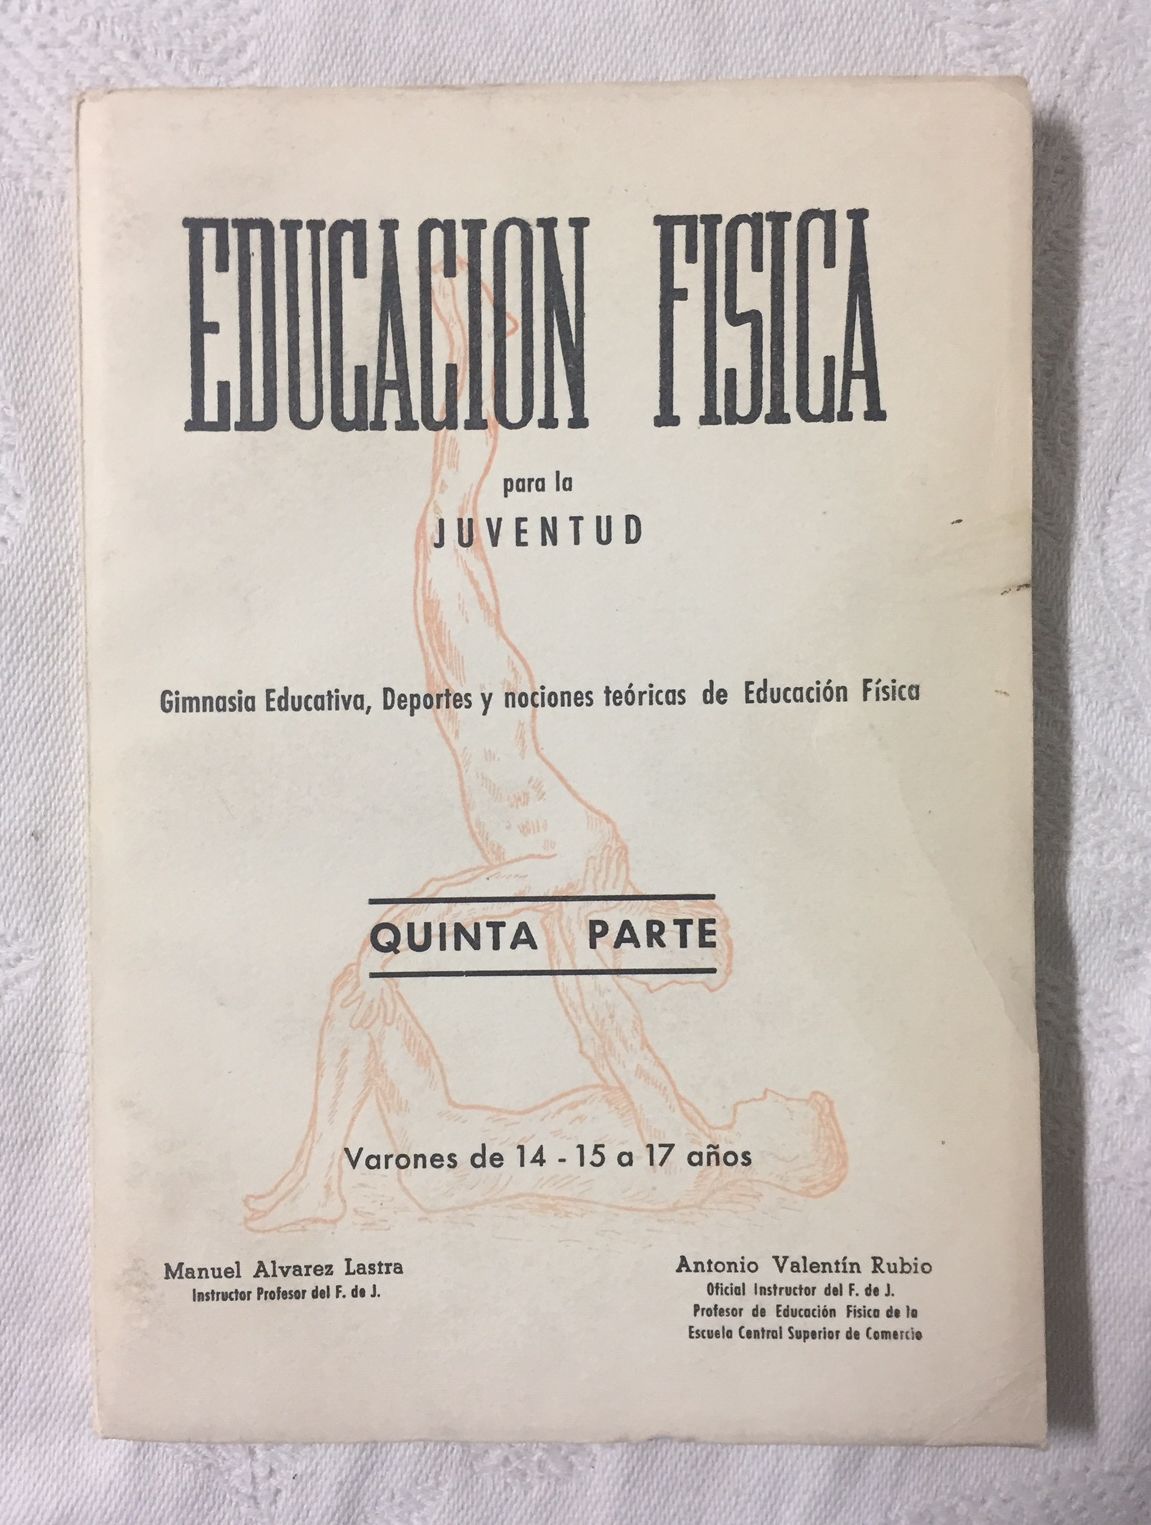 EDUCACION FISICA
para la
JUVENTUD
Gimnasia Educativa, Deportes y nociones teóricas de Educación Física
QUINTA PARTE
Varones de 14 - 15 a 17 años
Manuel Alvarez Lastra
Instructor Profesor del F. de J.
Antonio Valentín Rubio
Oficial Instructor del F. de J.
Profesor de Educación Física de la
Escuela Central Superior de Comercio